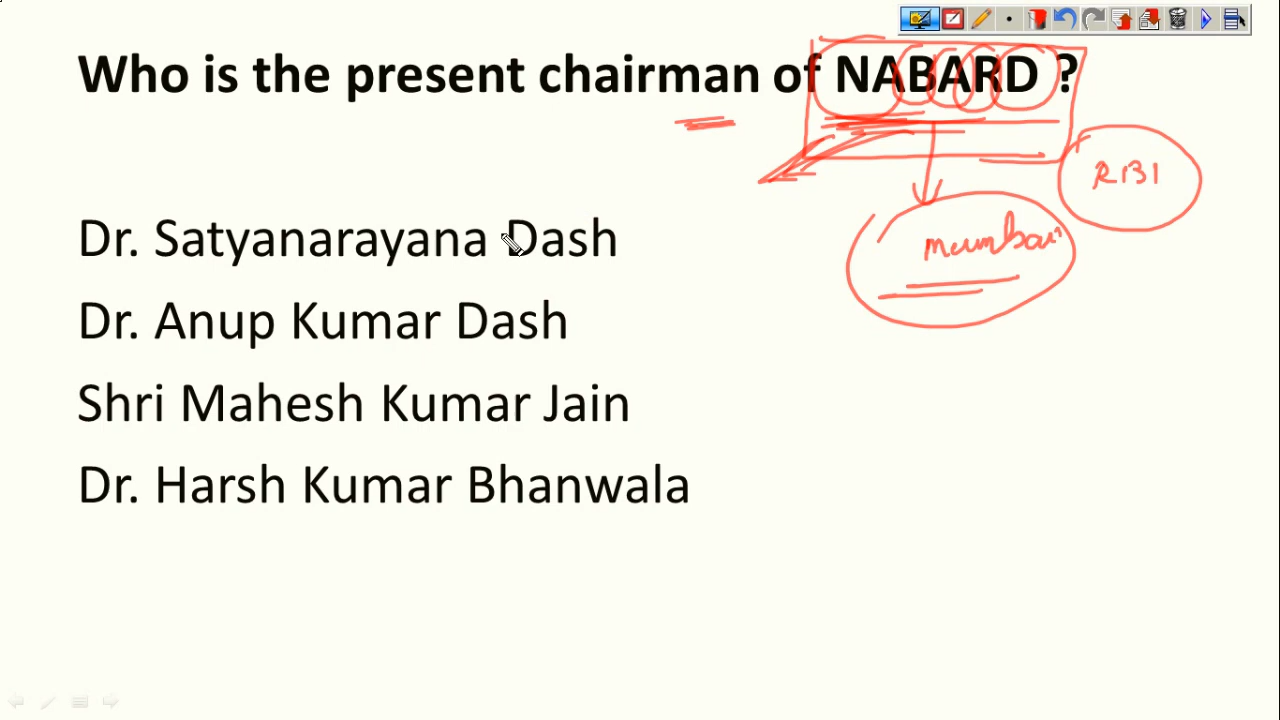 Who is the present chairman of NABARD ?
RBI
Mumbai
Dr. Satyanarayana Dash
Dr. Anup Kumar Dash
Shri Mahesh Kumar Jain
Dr. Harsh Kumar Bhanwala